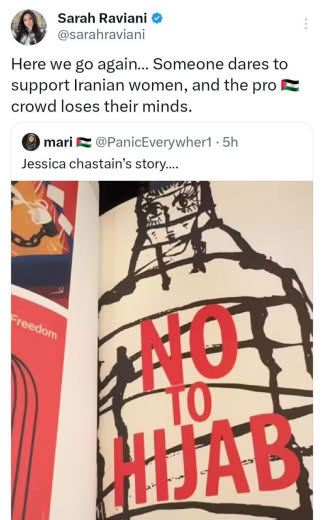 Sarah Raviani
@sarahraviani
Here we go again... Someone dares to
support Iranian women, and the pro 🇵🇸
crowd loses their minds.
mari 🇵🇸 @PanicEverywher1 · 5h
Jessica chastain's story....
Freedom
NO
TO
HIJAB